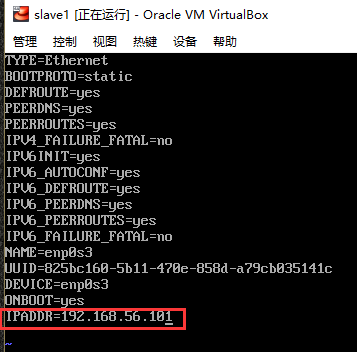 slave1 [正在运行] - Oracle VM VirtualBox
管理 控制 视图 热键 设备 帮助
TYPE=Ethernet
BOOTPROTO=static
DEFROUTE=yes
PEERDNS=yes
PEERROUTES=yes
IPV4_FAILURE_FATAL=no
IPV6INIT=yes
IPV6_AUTOCONF=yes
IPV6_DEFROUTE=yes
IPV6_PEERDNS=yes
IPV6_PEERROUTES=yes
IPV6_FAILURE_FATAL=no
NAME=enp0s3
UUID=825bc160-5b11-470e-858d-a79cb035141c
DEVICE=enp0s3
ONBOOT=yes
IPADDR=192.168.56.101
~